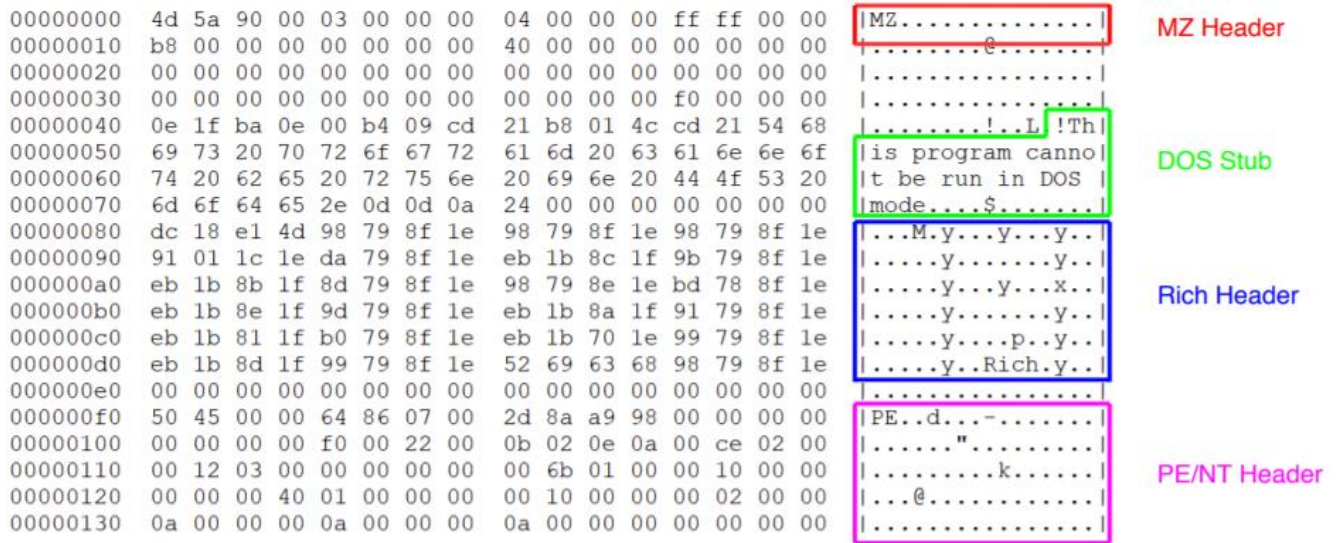 00000000 4d 5a 90 00 03 00 00 00 04 00 00 00 ff ff 00 00 |MZ..............| MZ Header
00000010 b8 00 00 00 00 00 00 00 40 00 00 00 00 00 00 00 |........@.......|
00000020 00 00 00 00 00 00 00 00 00 00 00 00 00 00 00 00 |................|
00000030 00 00 00 00 00 00 00 00 00 00 00 00 f0 00 00 00 |................|
00000040 0e 1f ba 0e 00 b4 09 cd 21 b8 01 4c cd 21 54 68 |........!..L.!Th|
00000050 69 73 20 70 72 6f 67 72 61 6d 20 63 61 6e 6e 6f |is program canno| DOS Stub
00000060 74 20 62 65 20 72 75 6e 20 69 6e 20 44 4f 53 20 |t be run in DOS |
00000070 6d 6f 64 65 2e 0d 0d 0a 24 00 00 00 00 00 00 00 |mode....$.......|
00000080 dc 18 e1 4d 98 79 8f 1e 98 79 8f 1e 98 79 8f 1e |...M.y...y...y..|
00000090 91 01 1c 1e da 79 8f 1e eb 1b 8c 1f 9b 79 8f 1e |.....y.......y..|
000000a0 eb 1b 8b 1f 8d 79 8f 1e 98 79 8e 1e bd 78 8f 1e |.....y...y...x..| Rich Header
000000b0 eb 1b 8e 1f 9d 79 8f 1e eb 1b 8a 1f 91 79 8f 1e |.....y.......y..|
000000c0 eb 1b 81 1f b0 79 8f 1e eb 1b 70 1e 99 79 8f 1e |.....y....p..y..|
000000d0 eb 1b 8d 1f 99 79 8f 1e 52 69 63 68 98 79 8f 1e |.....y..Rich.y..|
000000e0 00 00 00 00 00 00 00 00 00 00 00 00 00 00 00 00 |................|
000000f0 50 45 00 00 64 86 07 00 2d 8a a9 98 00 00 00 00 |PE..d...-.......|
00000100 00 00 00 00 f0 00 22 00 0b 02 0e 0a 00 ce 02 00 |......".........|
00000110 00 12 03 00 00 00 00 00 00 6b 01 00 00 10 00 00 |.........k......| PE/NT Header
00000120 00 00 00 40 01 00 00 00 00 10 00 00 00 02 00 00 |...@............|
00000130 0a 00 00 00 0a 00 00 00 0a 00 00 00 00 00 00 00 |................|